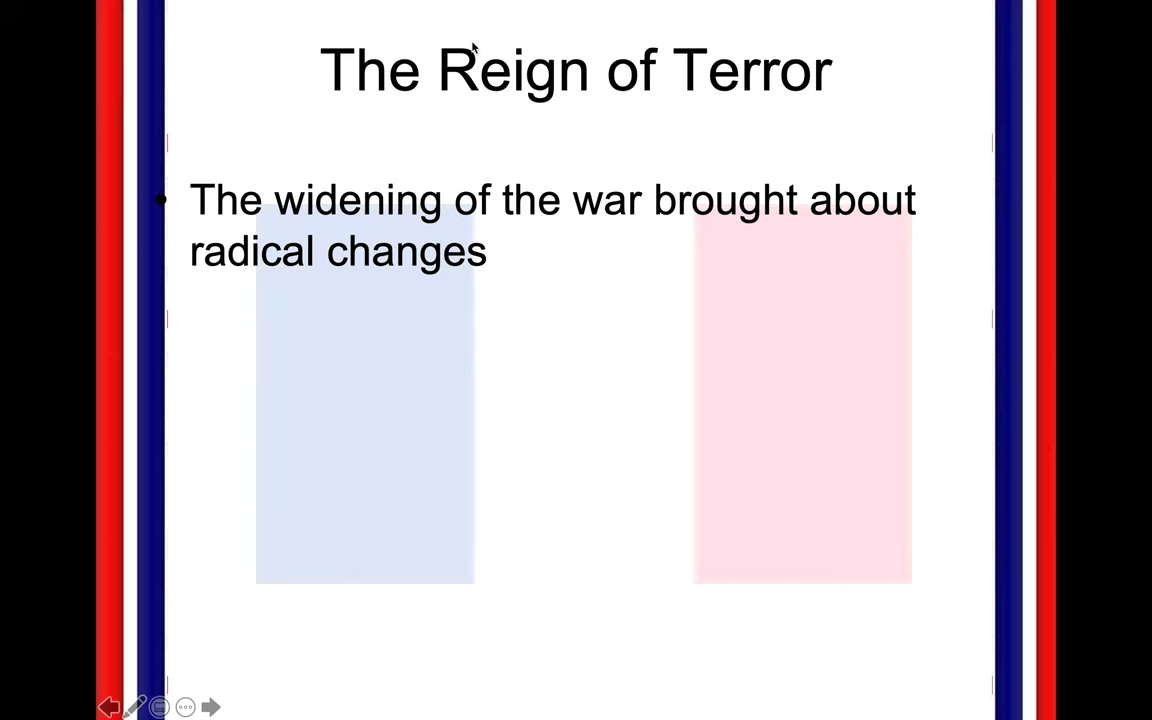 The Reign of Terror
• The widening of the war brought about
radical changes